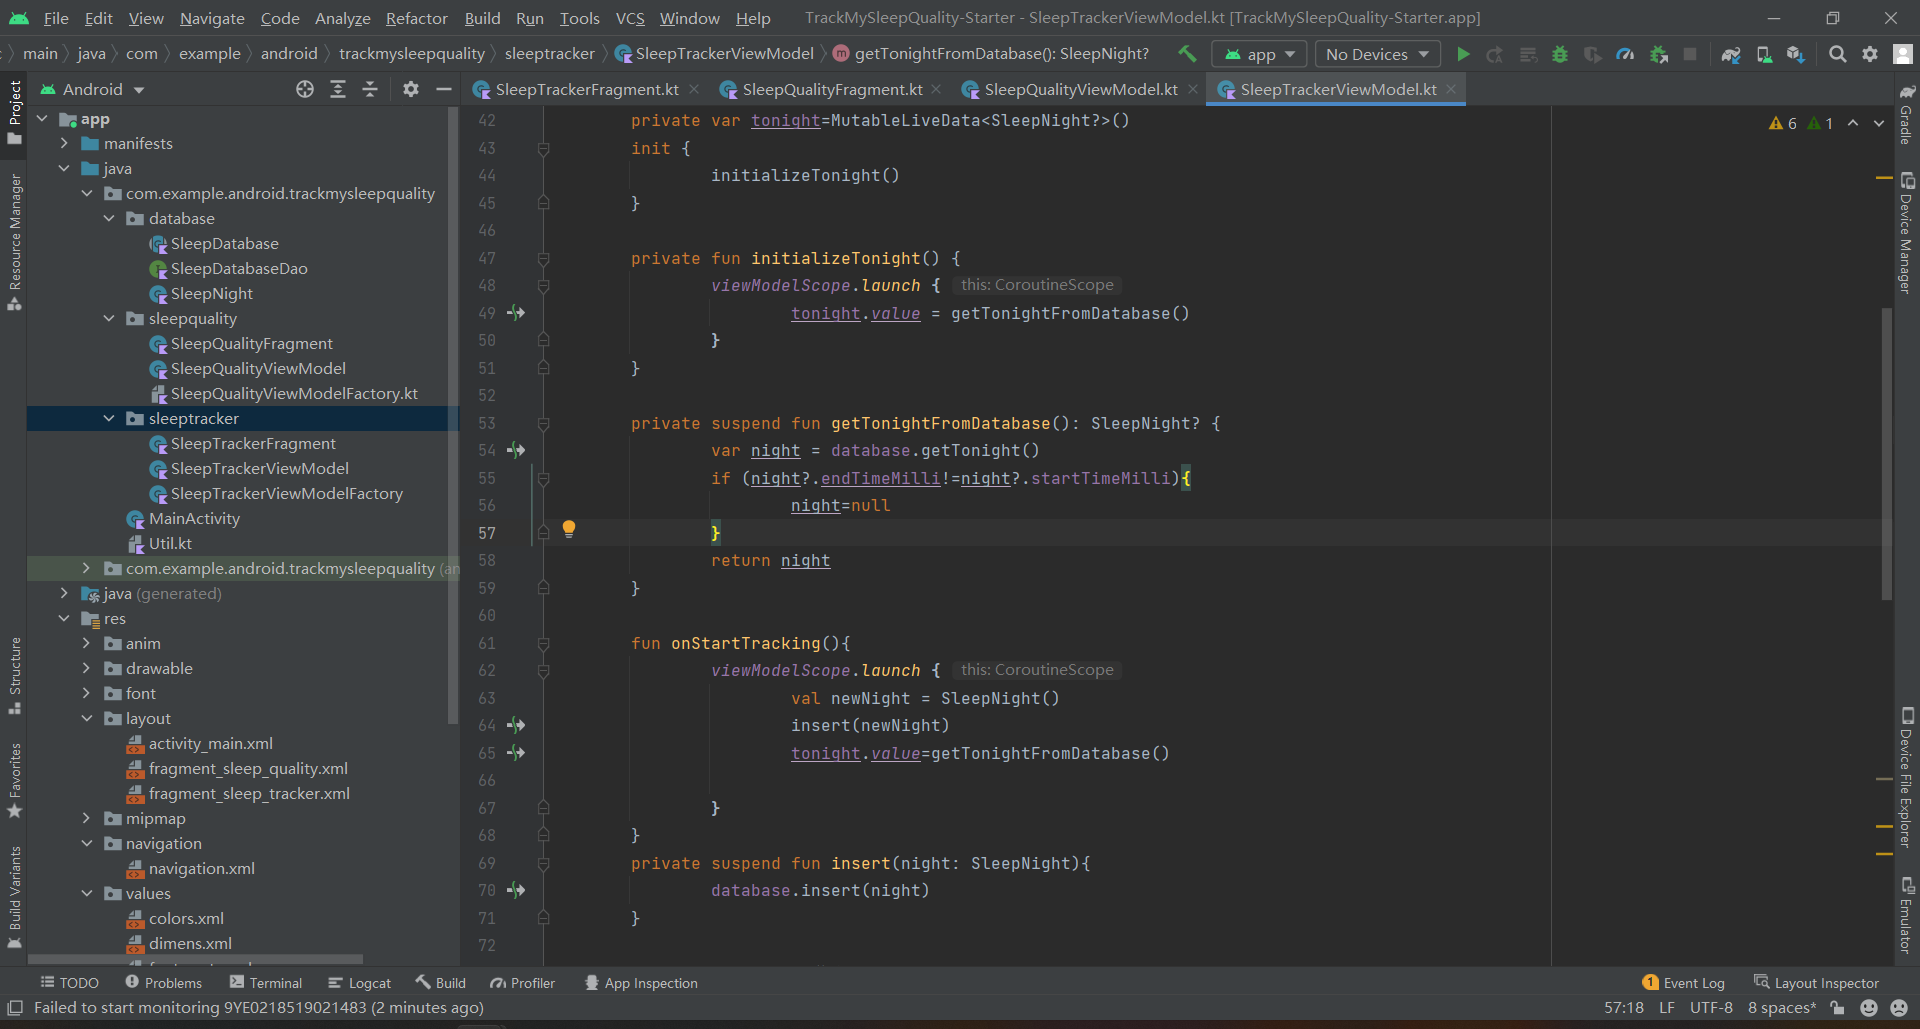 File Edit View Navigate Code Analyze Refactor Build Run Tools VCS Window Help TrackMySleepQuality-Starter - SleepTrackerViewModel.kt [TrackMySleepQuality-Starter.app]
main java com example android trackmysleepquality sleeptracker SleepTrackerViewModel getTonightFromDatabase(): SleepNight? app No Devices
Android
SleepTrackerFragment.kt SleepQualityFragment.kt SleepQualityViewModel.kt SleepTrackerViewModel.kt
Project
Resource Manager
Structure
Favorites
Build Variants
app
manifests
java
com.example.android.trackmysleepquality
database
SleepDatabase
SleepDatabaseDao
SleepNight
sleepquality
SleepQualityFragment
SleepQualityViewModel
SleepQualityViewModelFactory.kt
sleeptracker
SleepTrackerFragment
SleepTrackerViewModel
SleepTrackerViewModelFactory
MainActivity
Util.kt
com.example.android.trackmysleepquality (an
java (generated)
res
anim
drawable
font
layout
activity_main.xml
fragment_sleep_quality.xml
fragment_sleep_tracker.xml
mipmap
navigation
navigation.xml
values
colors.xml
dimens.xml
6 1
42 private var tonight=MutableLiveData<SleepNight?>()
43 init {
44 initializeTonight()
45 }
46
47 private fun initializeTonight() {
48 viewModelScope.launch { this: CoroutineScope
49 tonight.value = getTonightFromDatabase()
50 }
51 }
52
53 private suspend fun getTonightFromDatabase(): SleepNight? {
54 var night = database.getTonight()
55 if (night?.endTimeMilli!=night?.startTimeMilli){
56 night=null
57 }
58 return night
59 }
60
61 fun onStartTracking(){
62 viewModelScope.launch { this: CoroutineScope
63 val newNight = SleepNight()
64 insert(newNight)
65 tonight.value=getTonightFromDatabase()
66
67 }
68 }
69 private suspend fun insert(night: SleepNight){
70 database.insert(night)
71 }
72
Gradle
Device Manager
Device File Explorer
Emulator
TODO Problems Terminal Logcat Build Profiler App Inspection 1 Event Log Layout Inspector
Failed to start monitoring 9YE0218519021483 (2 minutes ago) 57:18 LF UTF-8 8 spaces*